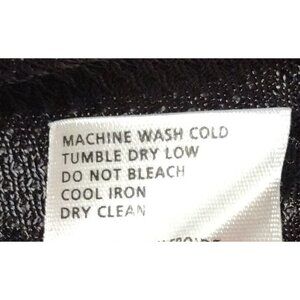 MACHINE WASH COLD
TUMBLE DRY LOW
DO NOT BLEACH
COOL IRON
DRY CLEAN